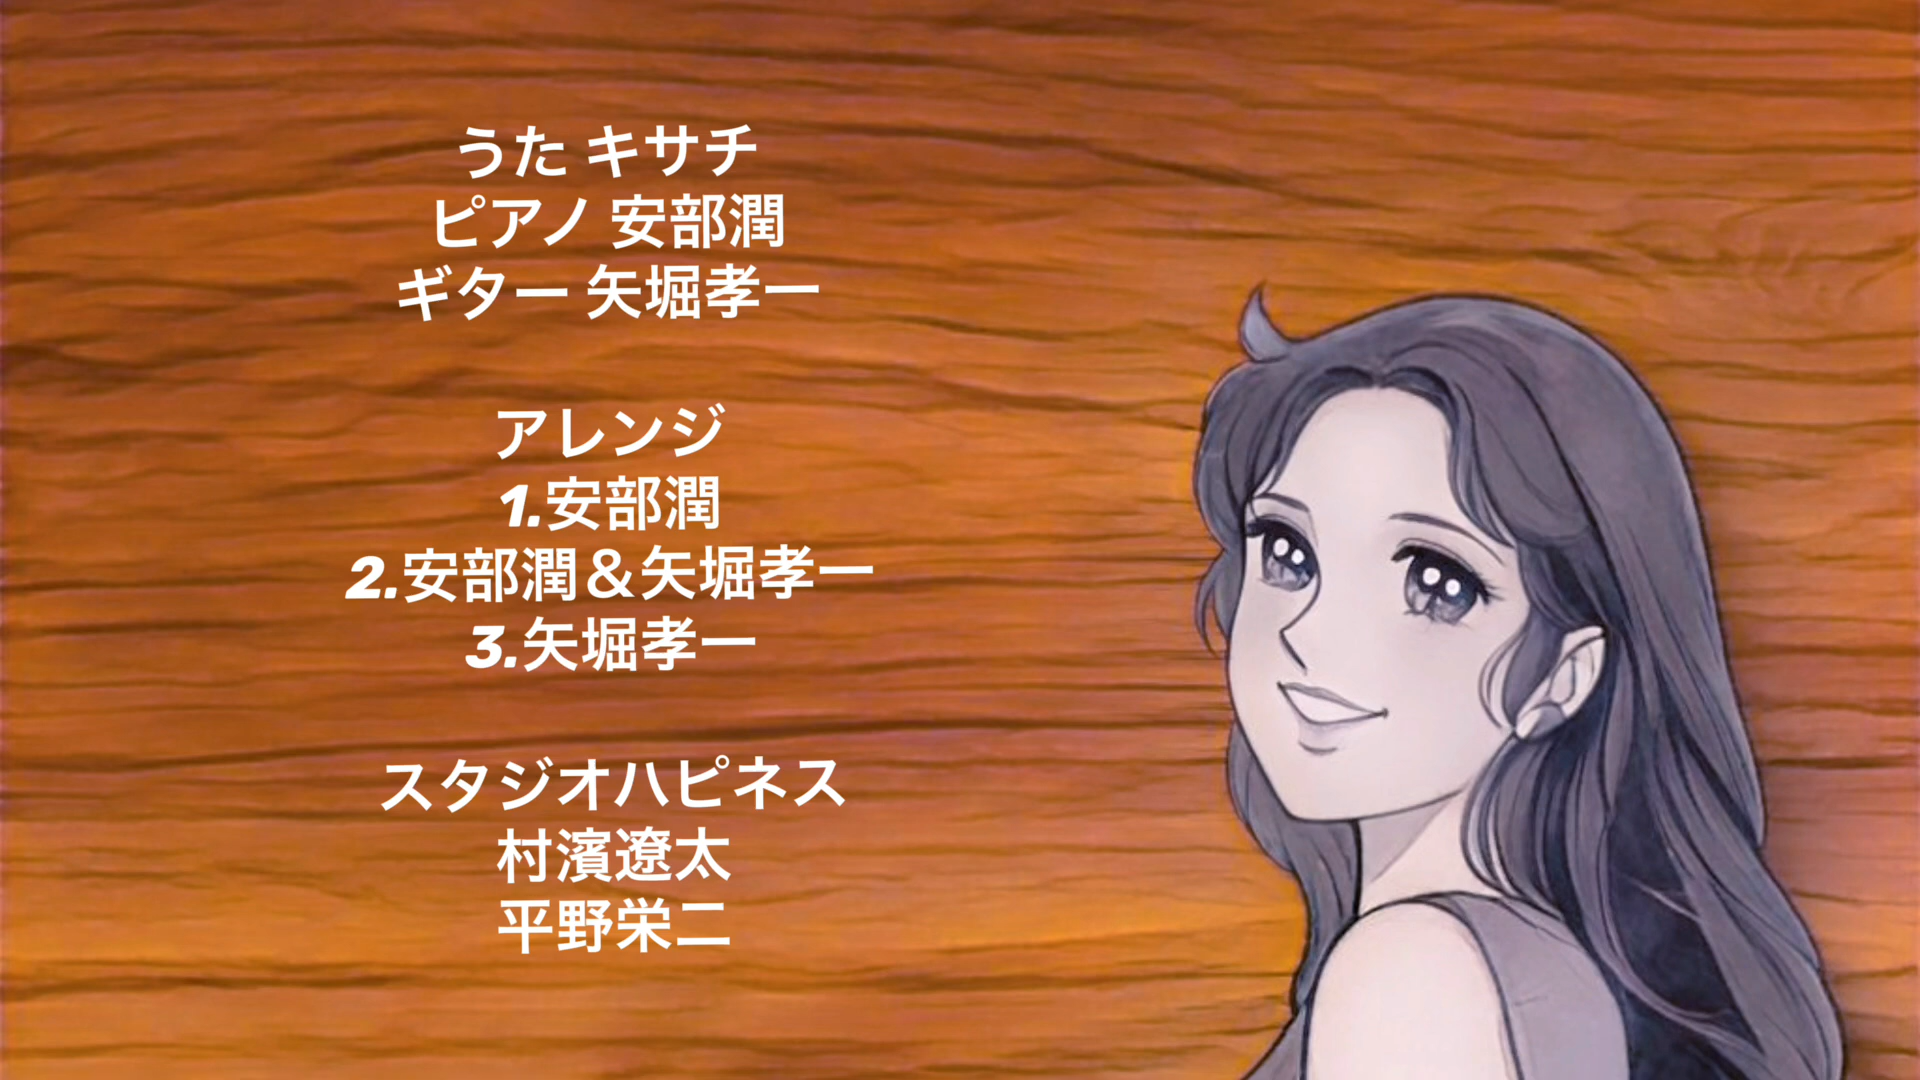 うた キサチ
ピアノ 安部潤
ギター 矢堀孝一
アレンジ
1.安部潤
2.安部潤＆矢堀孝一
3.矢堀孝一
スタジオハピネス
村濱遼太
平野栄二